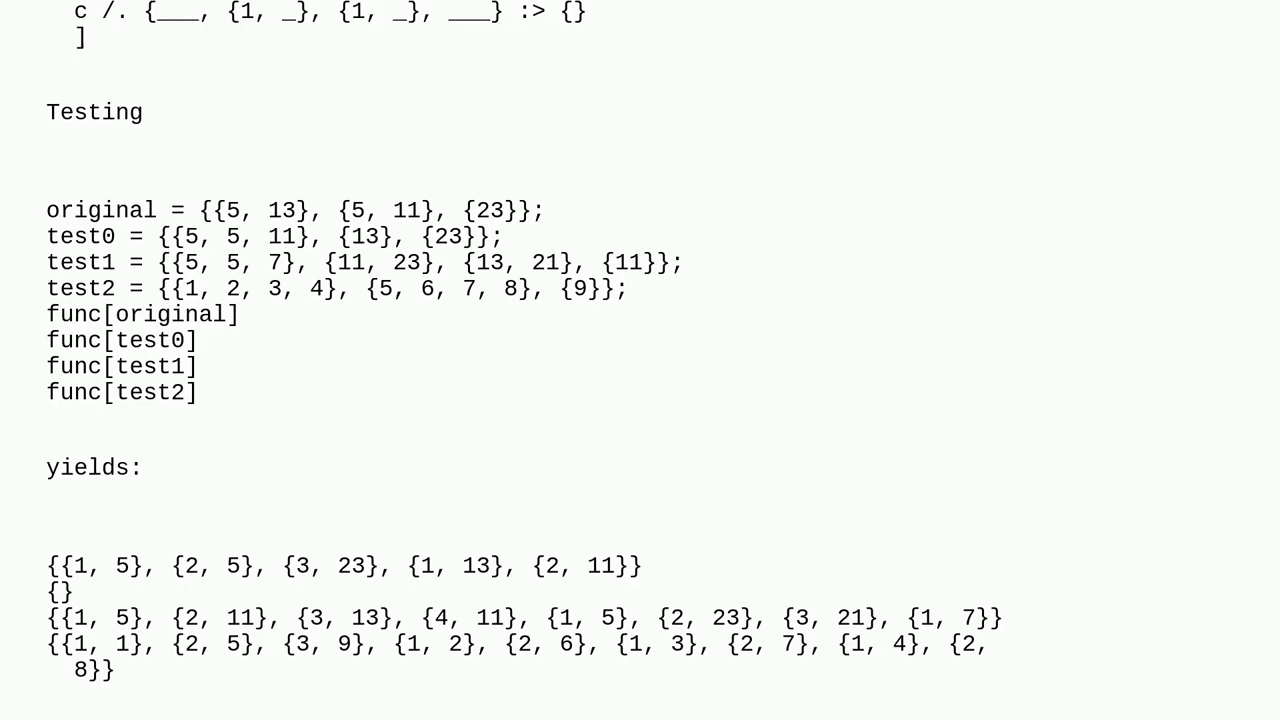 c /. {___, {1, _}, {1, _}, ___} :> {}
]
Testing
original = {{5, 13}, {5, 11}, {23}};
test0 = {{5, 5, 11}, {13}, {23}};
test1 = {{5, 5, 7}, {11, 23}, {13, 21}, {11}};
test2 = {{1, 2, 3, 4}, {5, 6, 7, 8}, {9}};
func[original]
func[test0]
func[test1]
func[test2]
yields:
{{1, 5}, {2, 5}, {3, 23}, {1, 13}, {2, 11}}
{}
{{1, 5}, {2, 11}, {3, 13}, {4, 11}, {1, 5}, {2, 23}, {3, 21}, {1, 7}}
{{1, 1}, {2, 5}, {3, 9}, {1, 2}, {2, 6}, {1, 3}, {2, 7}, {1, 4}, {2,
8}}